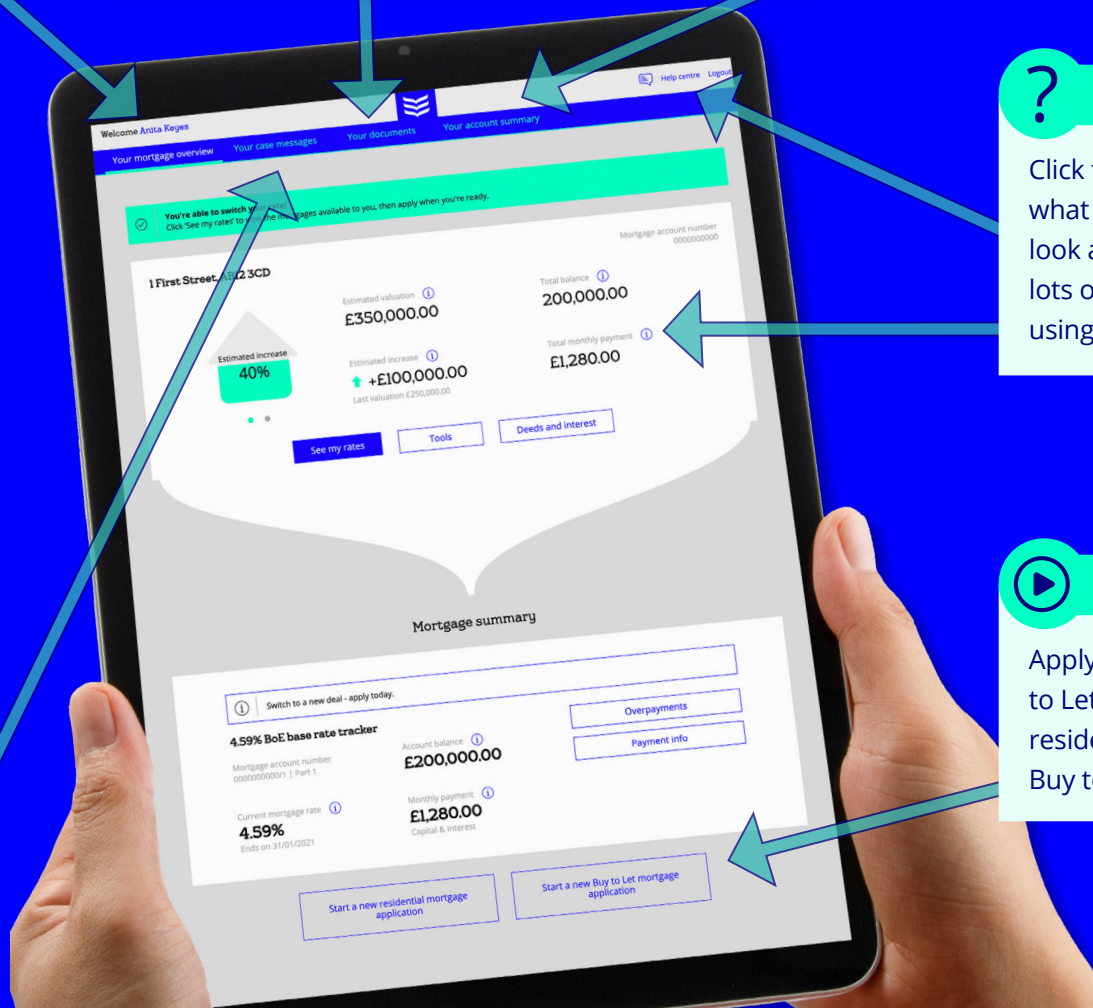 Help centre Logout
Welcome Anita Keyes
Your mortgage overview Your case messages Your documents Your account summary
You're able to switch your rate!
Click 'See my rates' to view the mortgages available to you, then apply when you're ready.
Mortgage account number
0000000000
1 First Street, AB12 3CD
Estimated valuation
£350,000.00
Total balance
200,000.00
Estimated increase
40%
Estimated increase
+£100,000.00
Last valuation £250,000.00
Total monthly payment
£1,280.00
See my rates
Tools
Deeds and interest
Mortgage summary
Switch to a new deal - apply today.
4.59% BoE base rate tracker
Mortgage account number
0000000000/1 | Part 1
Account balance
£200,000.00
Overpayments
Payment info
Current mortgage rate
4.59%
Ends on 31/01/2021
Monthly payment
£1,280.00
Capital & Interest
Start a new residential mortgage
application
Start a new Buy to Let mortgage
application
?
Click
what
look
lots
using
Apply
to Let
Buy